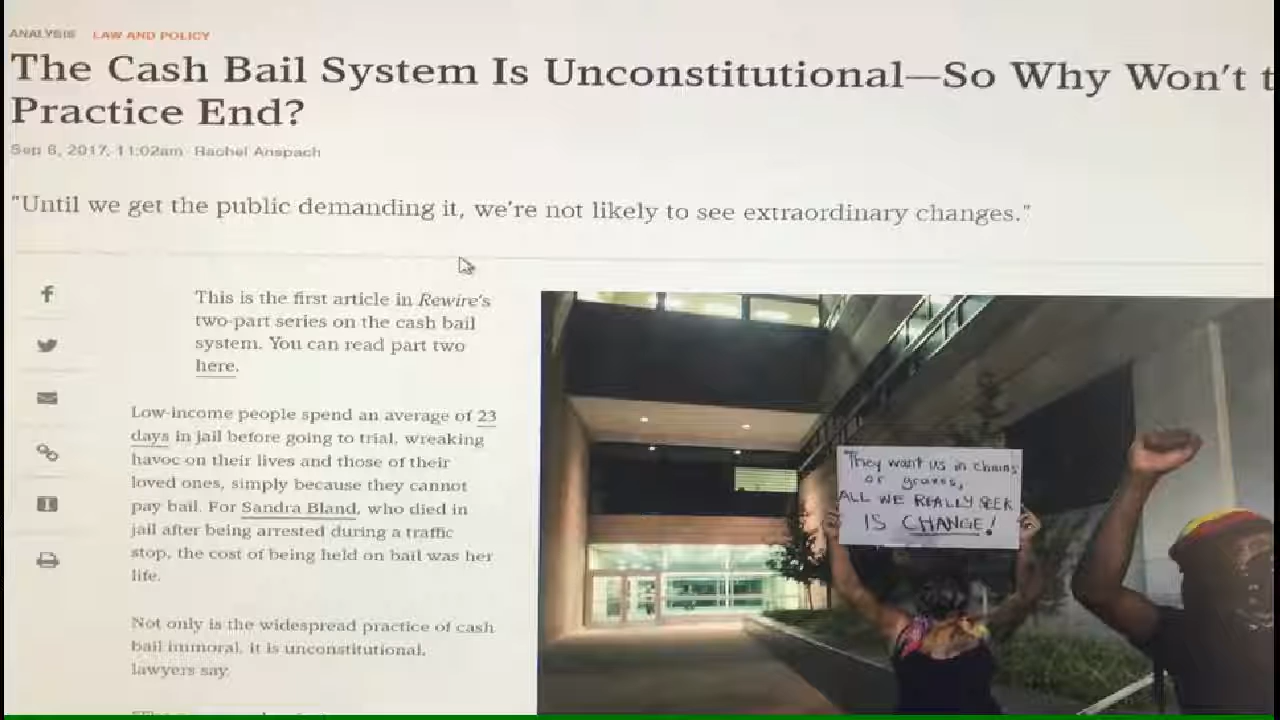 ANALYSIS LAW AND POLICY
The Cash Bail System Is Unconstitutional—So Why Won't t
Practice End?
Sep 6, 2017, 11:02am Rachel Anspach
"Until we get the public demanding it, we're not likely to see extraordinary changes."
This is the first article in Rewire's
two-part series on the cash bail
system. You can read part two
here.
Low-income people spend an average of 23
days in jail before going to trial, wreaking
havoc on their lives and those of their
loved ones, simply because they cannot
pay bail. For Sandra Bland, who died in
jail after being arrested during a traffic
stop, the cost of being held on bail was her
life.
Not only is the widespread practice of cash
bail immoral, it is unconstitutional,
lawyers say.
They want us in chains
or graves,
ALL WE REALLY SEEK
IS CHANGE!